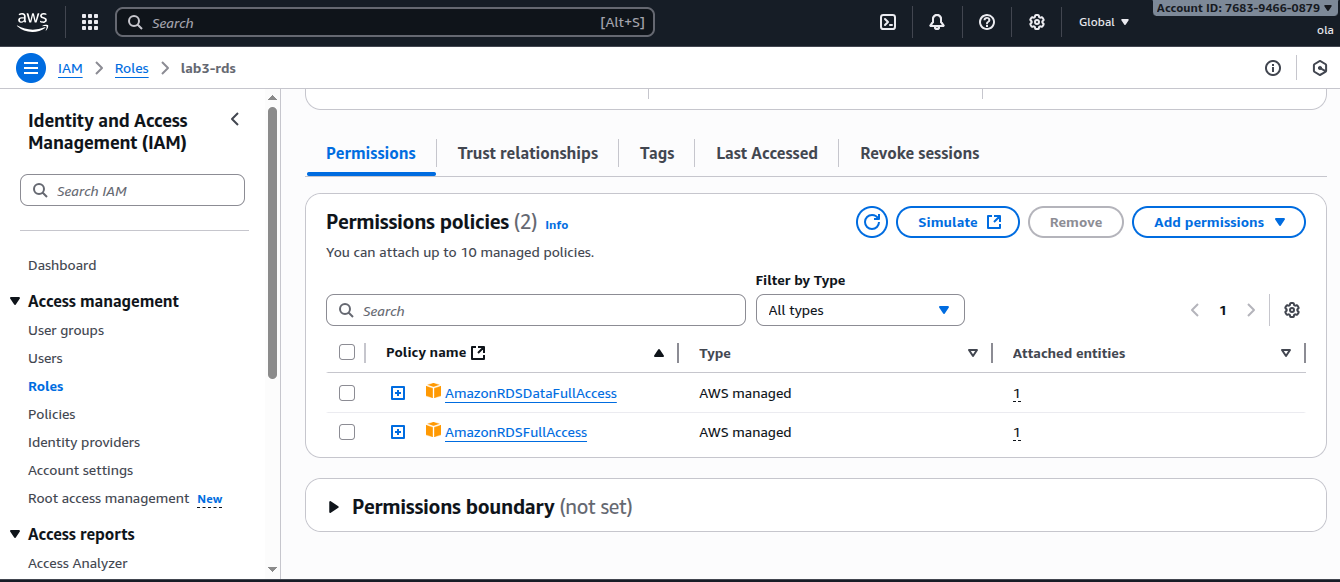 aws
Search
[Alt+S]
Global
Account ID: 7683-9466-0879
ola
IAM
Roles
lab3-rds
Identity and Access
Management (IAM)
Search IAM
Dashboard
Access management
User groups
Users
Roles
Policies
Identity providers
Account settings
Root access management New
Access reports
Access Analyzer
Permissions
Trust relationships
Tags
Last Accessed
Revoke sessions
Permissions policies (2) Info
You can attach up to 10 managed policies.
Simulate
Remove
Add permissions
Filter by Type
Search
All types
1
Policy name
Type
Attached entities
AmazonRDSDataFullAccess
AWS managed
1
AmazonRDSFullAccess
AWS managed
1
Permissions boundary (not set)